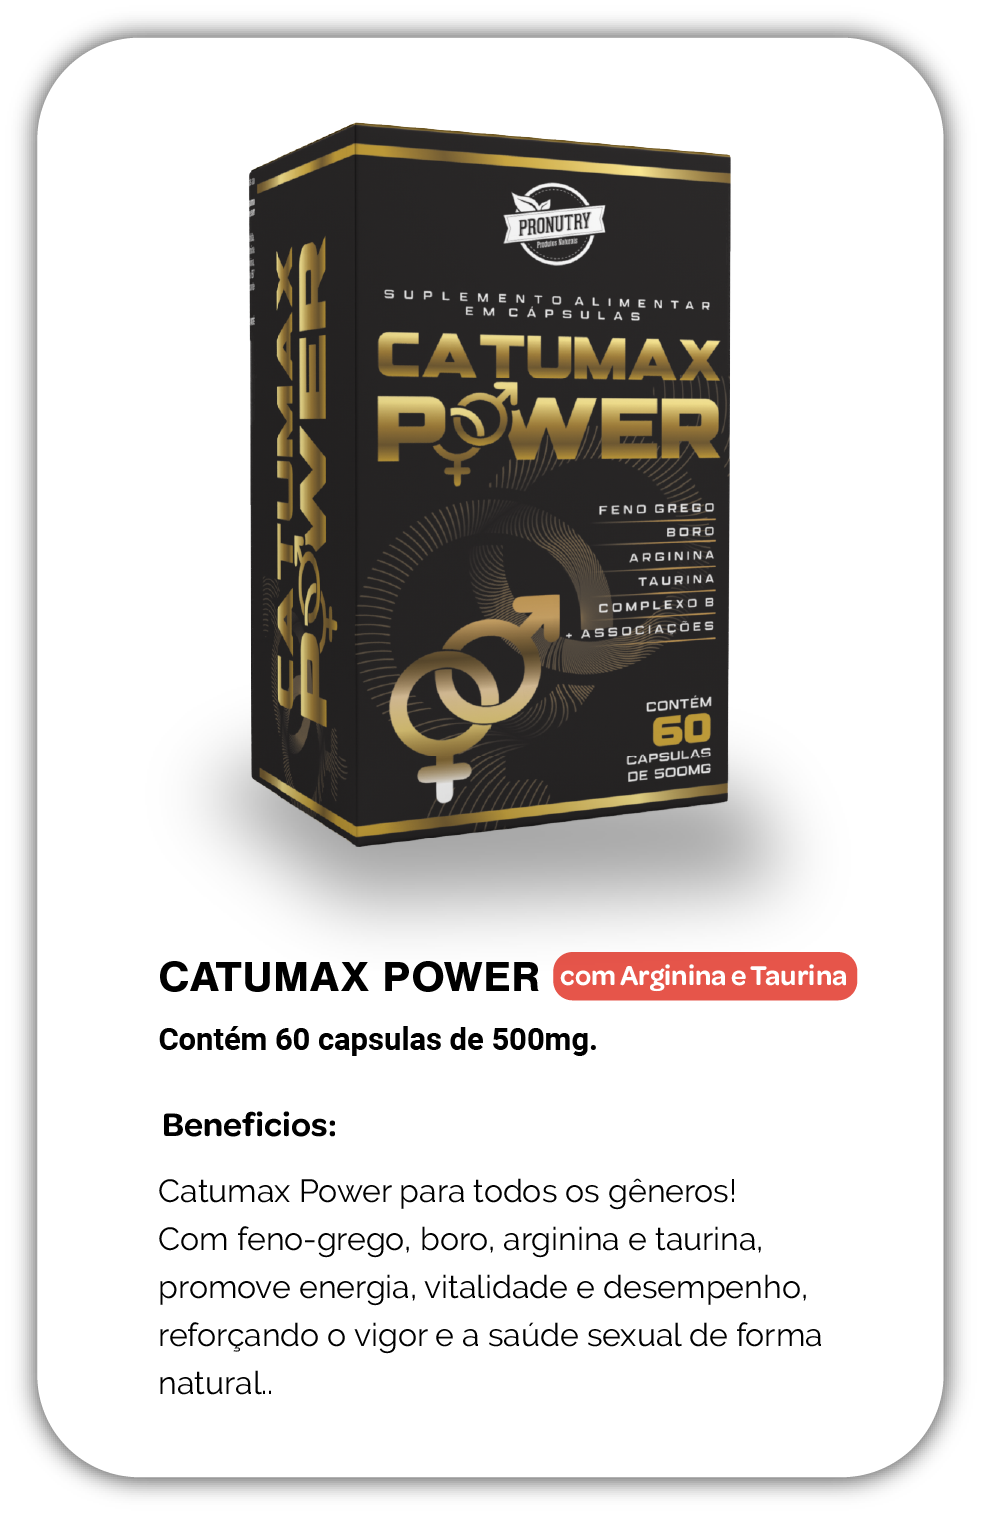 PRONUTRY
Produtos Naturais
SUPLEMENTO ALIMENTAR
EM CÁPSULAS
CATUMAX
POWER
FENO GREGO
BORO
ARGININA
TAURINA
COMPLEXO B
+ ASSOCIAÇÕES
CONTÉM
60
CAPSULAS
DE 500MG
CATUMAX
POWER
CATUMAX POWER com Arginina e Taurina
Contém 60 capsulas de 500mg.
Beneficios:
Catumax Power para todos os gêneros!
Com feno-grego, boro, arginina e taurina,
promove energia, vitalidade e desempenho,
reforçando o vigor e a saúde sexual de forma
natural..